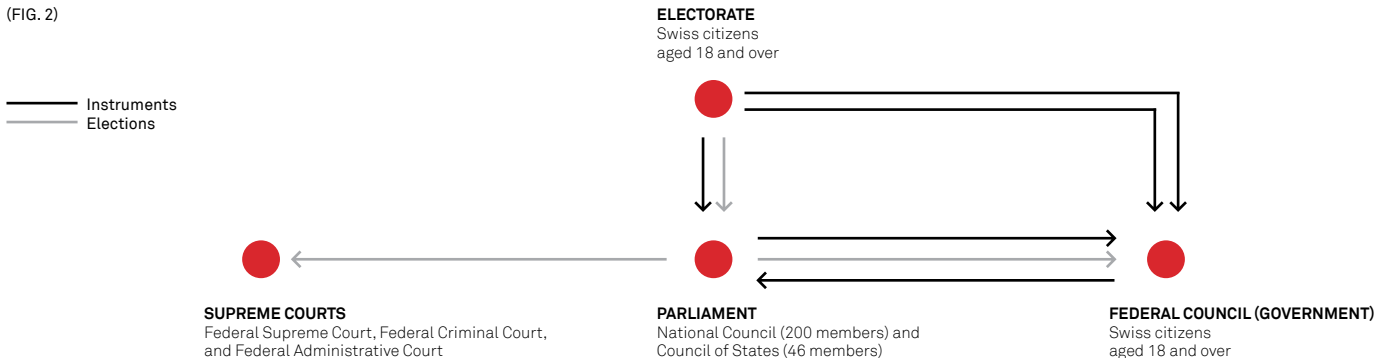 (FIG. 2)
ELECTORATE
Swiss citizens
aged 18 and over
Instruments
Elections
SUPREME COURTS
Federal Supreme Court, Federal Criminal Court,
and Federal Administrative Court
PARLIAMENT
National Council (200 members) and
Council of States (46 members)
FEDERAL COUNCIL (GOVERNMENT)
Swiss citizens
aged 18 and over